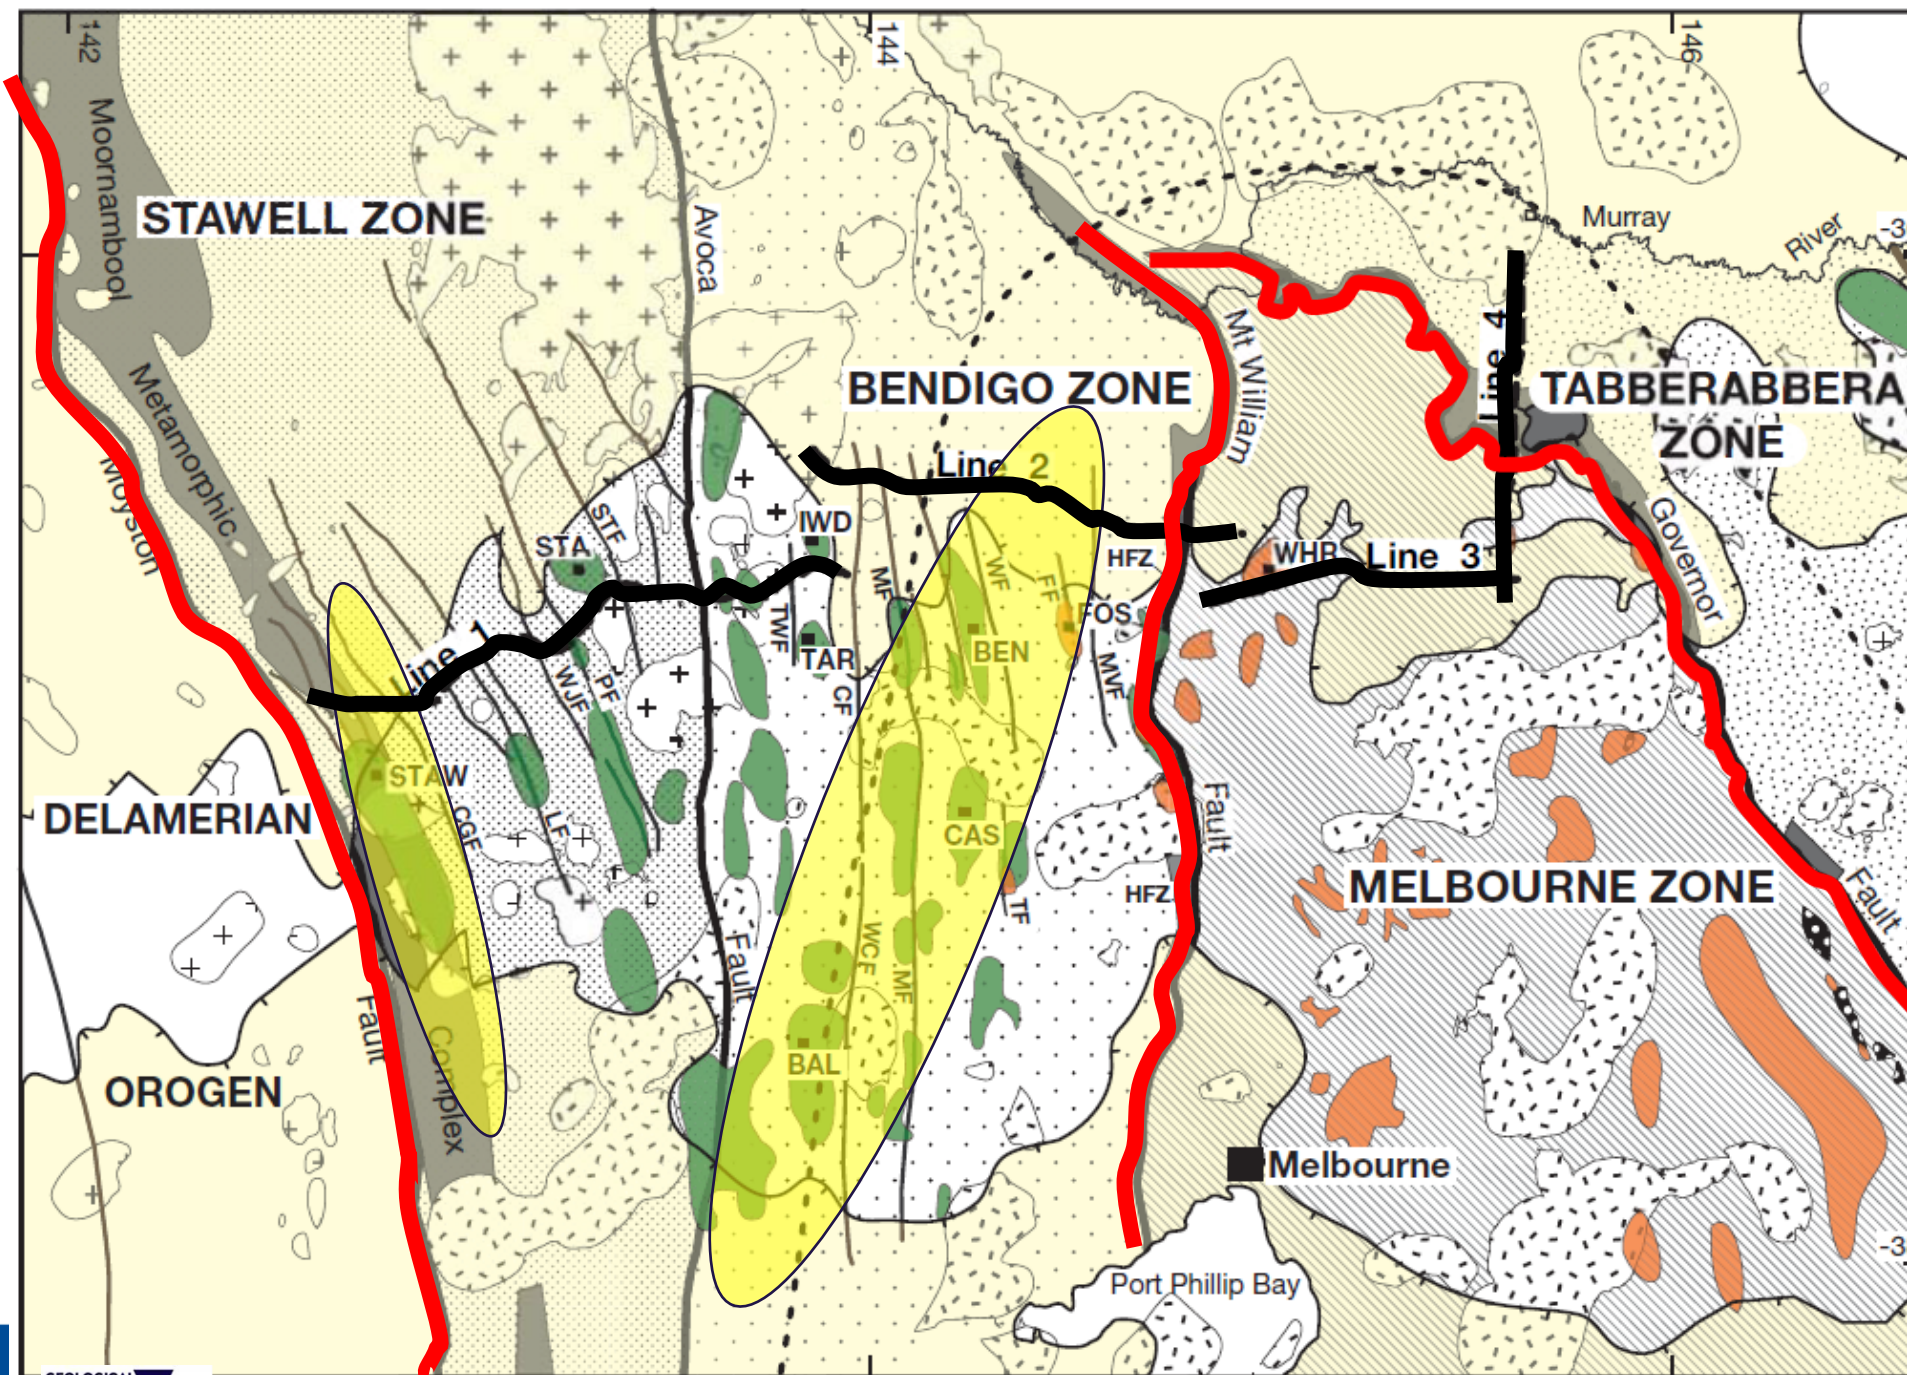 142
144
146
Moornambool
STAWELL ZONE
Avoca
Murray
River
-3
Mt William
Line 4
Metamorphic
BENDIGO ZONE
TABBERABBERA
ZONE
Moyston
Line 2
STF
STA
IWD
HFZ
WHR
Line 3
Governor
MF
WF
FF
FOS
TWF
TAR
BEN
Line 1
WJF
PF
CF
MVF
STAW
DELAMERIAN
CGF
LF
CAS
Fault
MELBOURNE ZONE
HFZ
TF
Fault
WCF
MF
Fault
Fault
Complex
BAL
OROGEN
Melbourne
Port Phillip Bay
-3